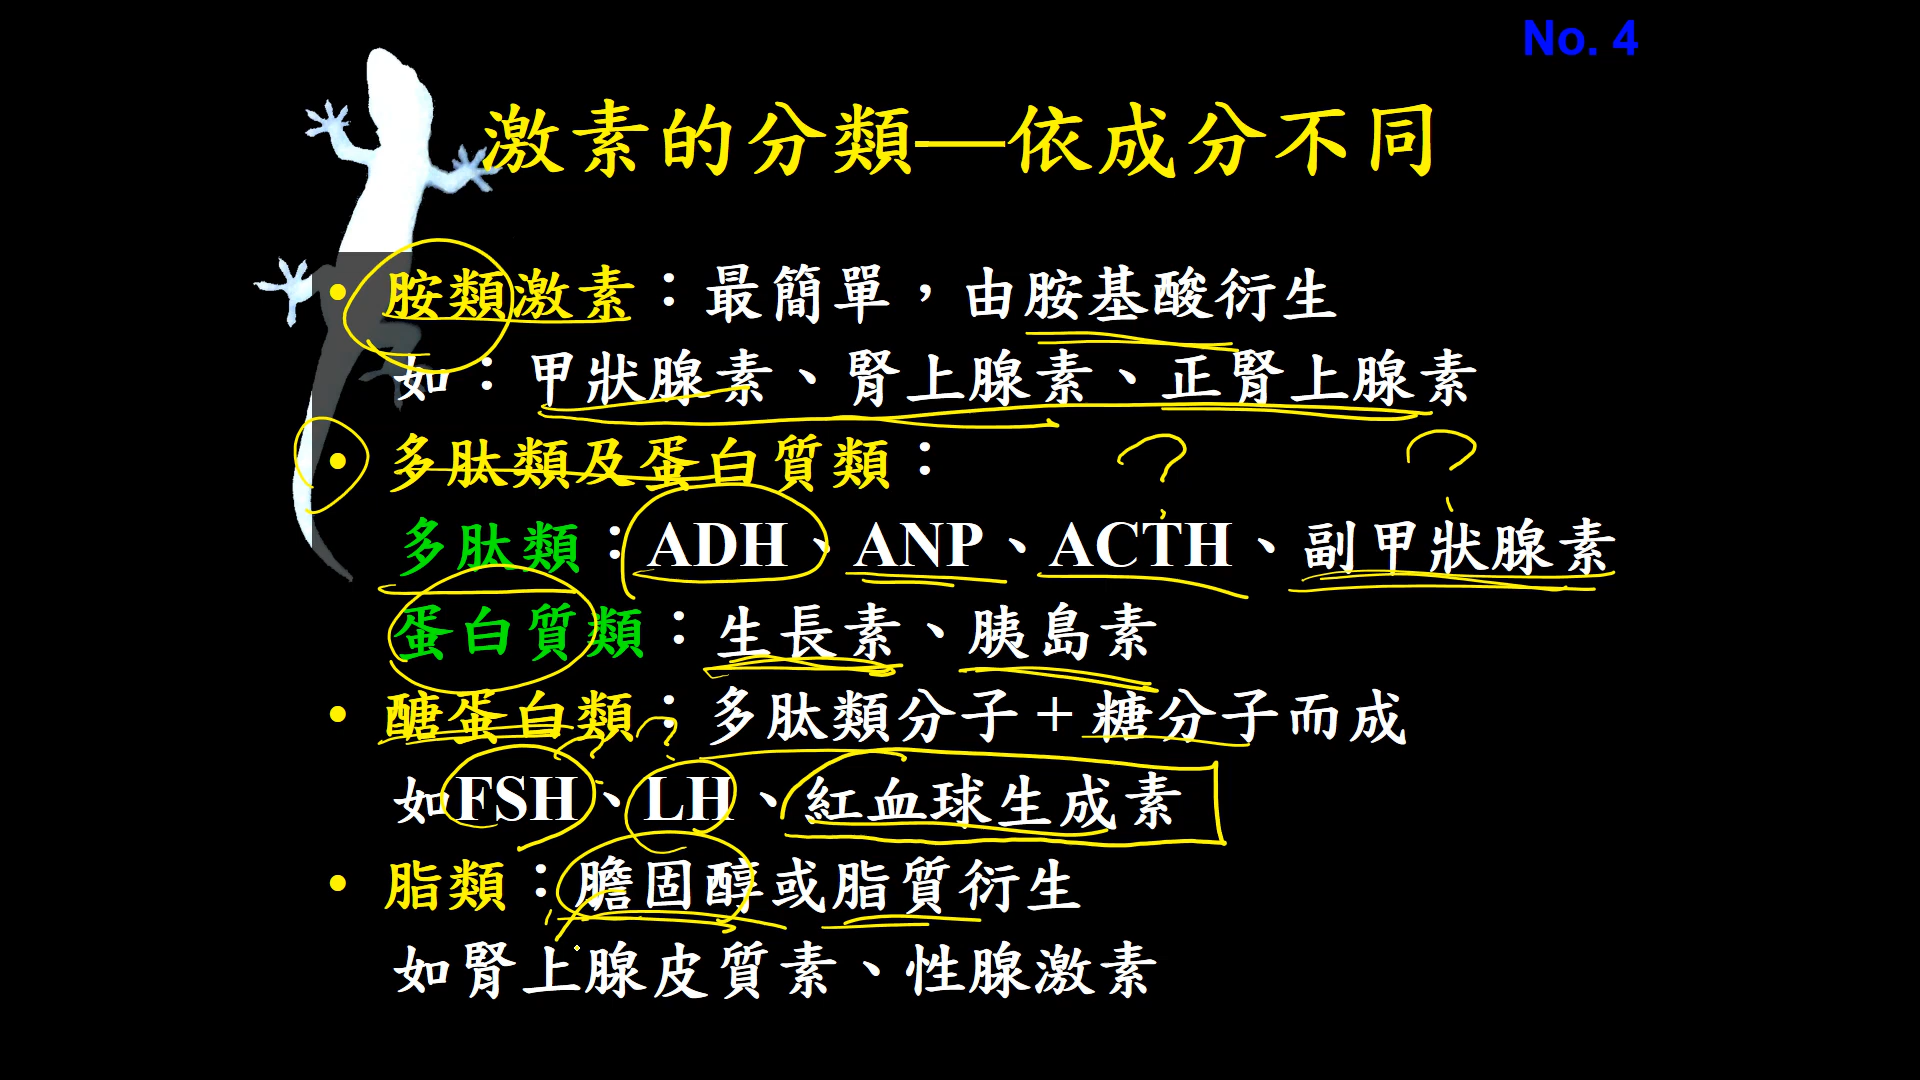 No. 4
激素的分類—依成分不同
• 胺類激素：最簡單，由胺基酸衍生
如：甲狀腺素、腎上腺素、正腎上腺素
• 多肽類及蛋白質類：
多肽類：ADH、ANP、ACTH、副甲狀腺素
蛋白質類：生長素、胰島素
• 醣蛋白類：多肽類分子＋糖分子而成
如FSH、LH、紅血球生成素
• 脂類：膽固醇或脂質衍生
如腎上腺皮質素、性腺激素